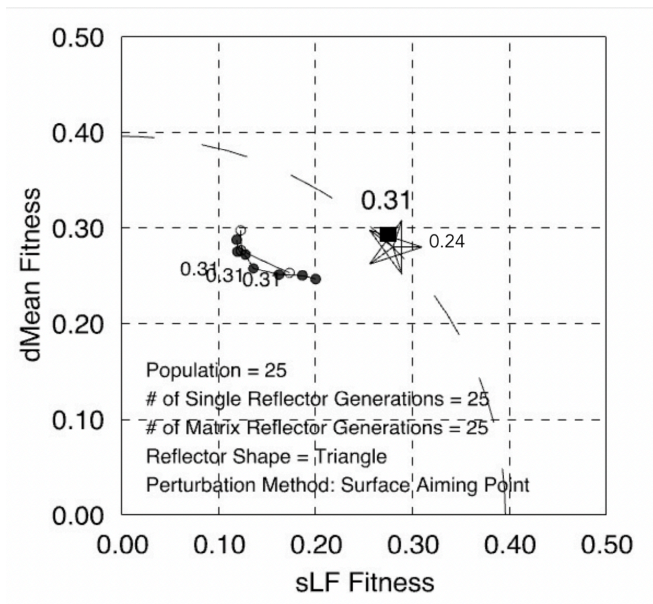 0.50
0.40
0.31
0.30
0.24
0.31 0.31 0.31
0.20
Population = 25
# of Single Reflector Generations = 25
0.10
# of Matrix Reflector Generations = 25
Reflector Shape = Triangle
Perturbation Method: Surface Aiming Point
0.00
0.00 0.10 0.20 0.30 0.40 0.50
sLF Fitness
dMean Fitness